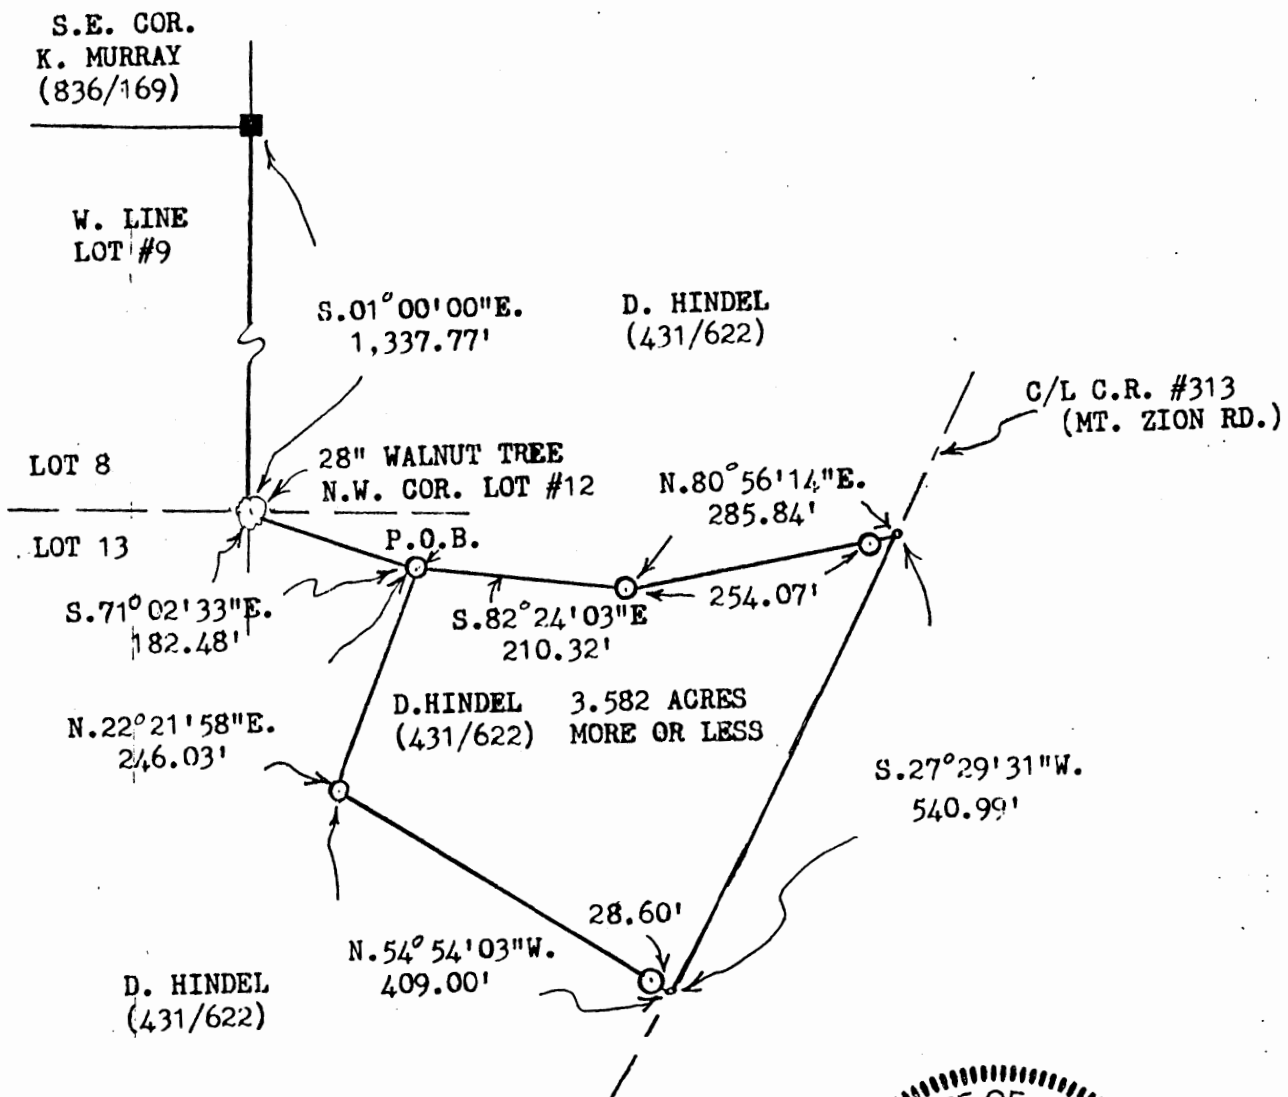 S.E. COR.
K. MURRAY
(836/169)
W. LINE
LOT #9
S.01°00'00"E.
1,337.77'
D. HINDEL
(431/622)
C/L C.R. #313
(MT. ZION RD.)
LOT 8
28" WALNUT TREE
N.W. COR. LOT #12
N.80°56'14"E.
285.84'
LOT 13
P.O.B.
S.71°02'33"E.
182.48'
S.82°24'03"E
210.32'
254.07'
D.HINDEL 3.582 ACRES
(431/622) MORE OR LESS
N.22°21'58"E.
246.03'
S.27°29'31"W.
540.99'
28.60'
N.54°54'03"W.
409.00'
D. HINDEL
(431/622)
OF